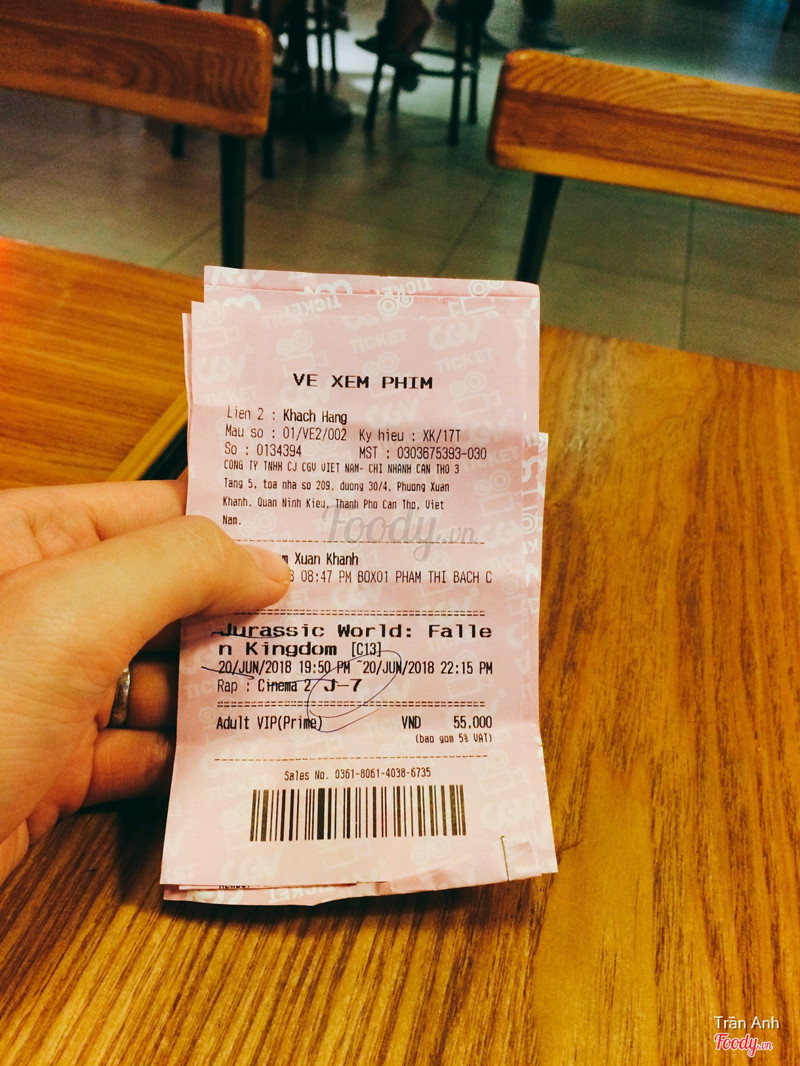 VE XEM PHIM
Lien 2 : Khach Hang
Mau so : 01/VE2/002 Ky hieu : XK/17T
So : 0134394 MST : 0303675393-030
CONG TY TNHH CJ CGV VIET NAM- CHI NHANH CAN THO 3
Tang 5, toa nha so 209, duong 30/4, Phuong Xuan
Khanh, Quan Ninh Kieu, Thanh Pho Can Tho, Viet
Nam.
Foody.vn
Xuan Khanh
08:47 PM BOX01 PHAM THI BACH C
Jurassic World: Falle
n Kingdom [C13]
20/JUN/2018 19:50 PM ~20/JUN/2018 22:15 PM
Rap : Cinema 2 J-7
Adult VIP(Prime) VND 55.000
(bao gom 5% VAT)
Sales No. 0361-8061-4038-6735
Trần Anh
Foody.vn